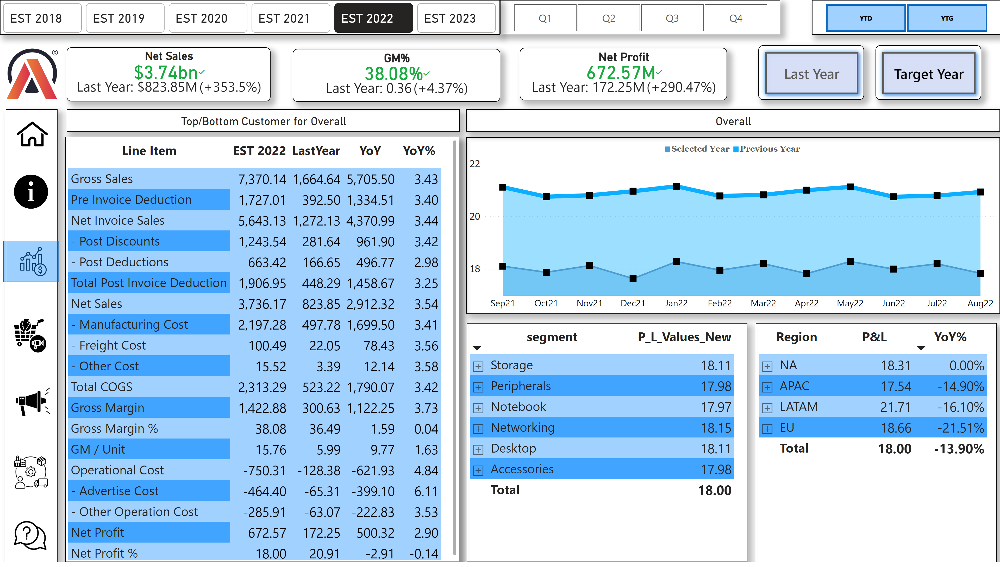 EST 2018 EST 2019 EST 2020 EST 2021 EST 2022 EST 2023 Q1 Q2 Q3 Q4 YTD YTG
®
Net Sales
$3.74bn
Last Year: $823.85M (+353.5%)
GM%
38.08%
Last Year: 0.36 (+4.37%)
Net Profit
672.57M
Last Year: 172.25M (+290.47%)
Last Year
Target Year
Top/Bottom Customer for Overall
Line Item EST 2022 LastYear YoY YoY%
Gross Sales 7,370.14 1,664.64 5,705.50 3.43
Pre Invoice Deduction 1,727.01 392.50 1,334.51 3.40
Net Invoice Sales 5,643.13 1,272.13 4,370.99 3.44
- Post Discounts 1,243.54 281.64 961.90 3.42
- Post Deductions 663.42 166.65 496.77 2.98
Total Post Invoice Deduction 1,906.95 448.29 1,458.67 3.25
Net Sales 3,736.17 823.85 2,912.32 3.54
- Manufacturing Cost 2,197.28 497.78 1,699.50 3.41
- Freight Cost 100.49 22.05 78.43 3.56
- Other Cost 15.52 3.39 12.14 3.58
Total COGS 2,313.29 523.22 1,790.07 3.42
Gross Margin 1,422.88 300.63 1,122.25 3.73
Gross Margin % 38.08 36.49 1.59 0.04
GM / Unit 15.76 5.99 9.77 1.63
Operational Cost -750.31 -128.38 -621.93 4.84
- Advertise Cost -464.40 -65.31 -399.10 6.11
- Other Operation Cost -285.91 -63.07 -222.83 3.53
Net Profit 672.57 172.25 500.32 2.90
Net Profit % 18.00 20.91 -2.91 -0.14
Overall
Selected Year Previous Year
22
20
18
Sep21 Oct21 Nov21 Dec21 Jan22 Feb22 Mar22 Apr22 May22 Jun22 Jul22 Aug22
segment P_L_Values_New
Storage 18.11
Peripherals 17.98
Notebook 17.97
Networking 18.15
Desktop 18.11
Accessories 17.98
Total 18.00
Region P&L YoY%
NA 18.31 0.00%
APAC 17.54 -14.90%
LATAM 21.71 -16.10%
EU 18.66 -21.51%
Total 18.00 -13.90%